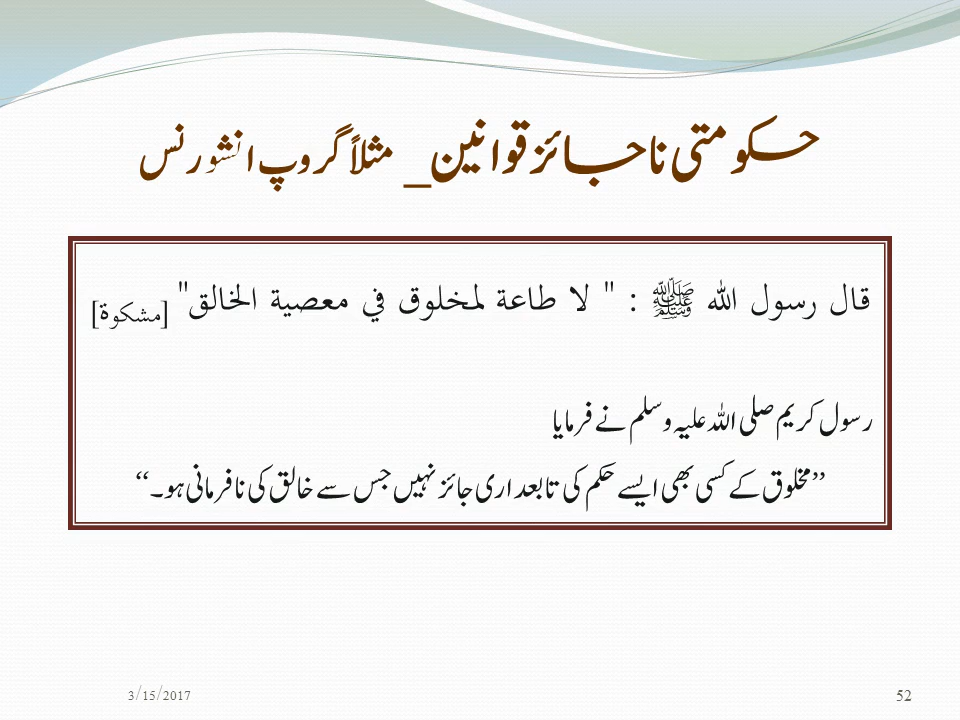 حکومتی ناجائز قوانین_ مثلاً گروپ انشورنس
قال رسول الله ﷺ : " لا طاعة لمخلوق في معصية الخالق" [مشكوة]
رسول کریم صلی اللہ علیہ وسلم نے فرمایا
”مخلوق کے کسی بھی ایسے حکم کی تابعداری جائز نہیں جس سے خالق کی نافرمانی ہو۔“
3/15/2017
52